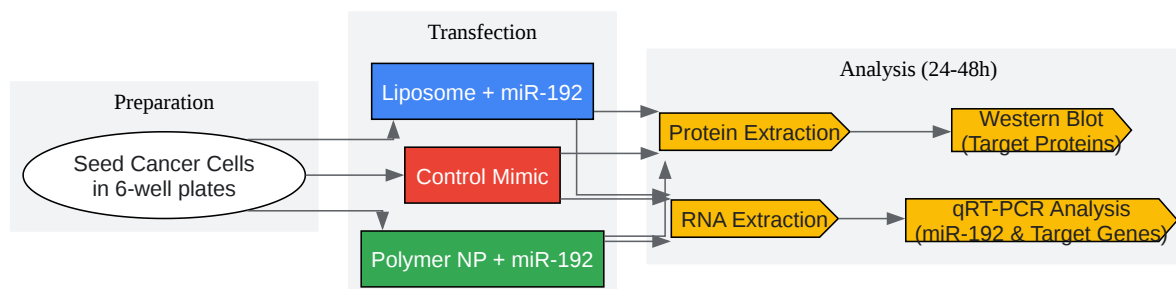 Preparation
Seed Cancer Cells
in 6-well plates
Transfection
Liposome + miR-192
Control Mimic
Polymer NP + miR-192
Analysis (24-48h)
Protein Extraction
Western Blot
(Target Proteins)
RNA Extraction
qRT-PCR Analysis
(miR-192 & Target Genes)